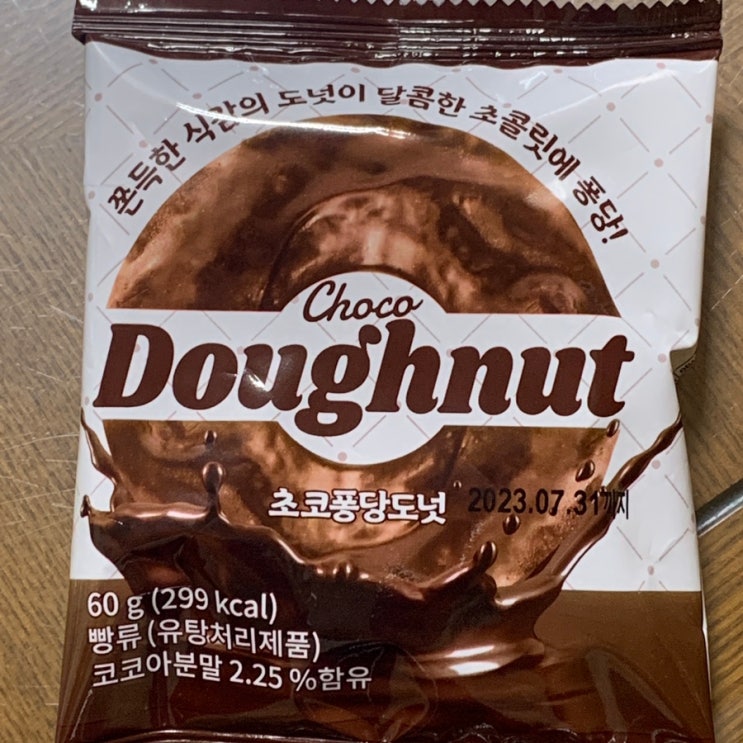 쫀득한 식감의 도넛이 달콤한 초콜릿에 퐁당!
Choco
Doughnut
초코퐁당도넛 2023.07.31까지
60 g (299 kcal)
빵류 (유탕처리제품)
코코아분말 2.25 %함유